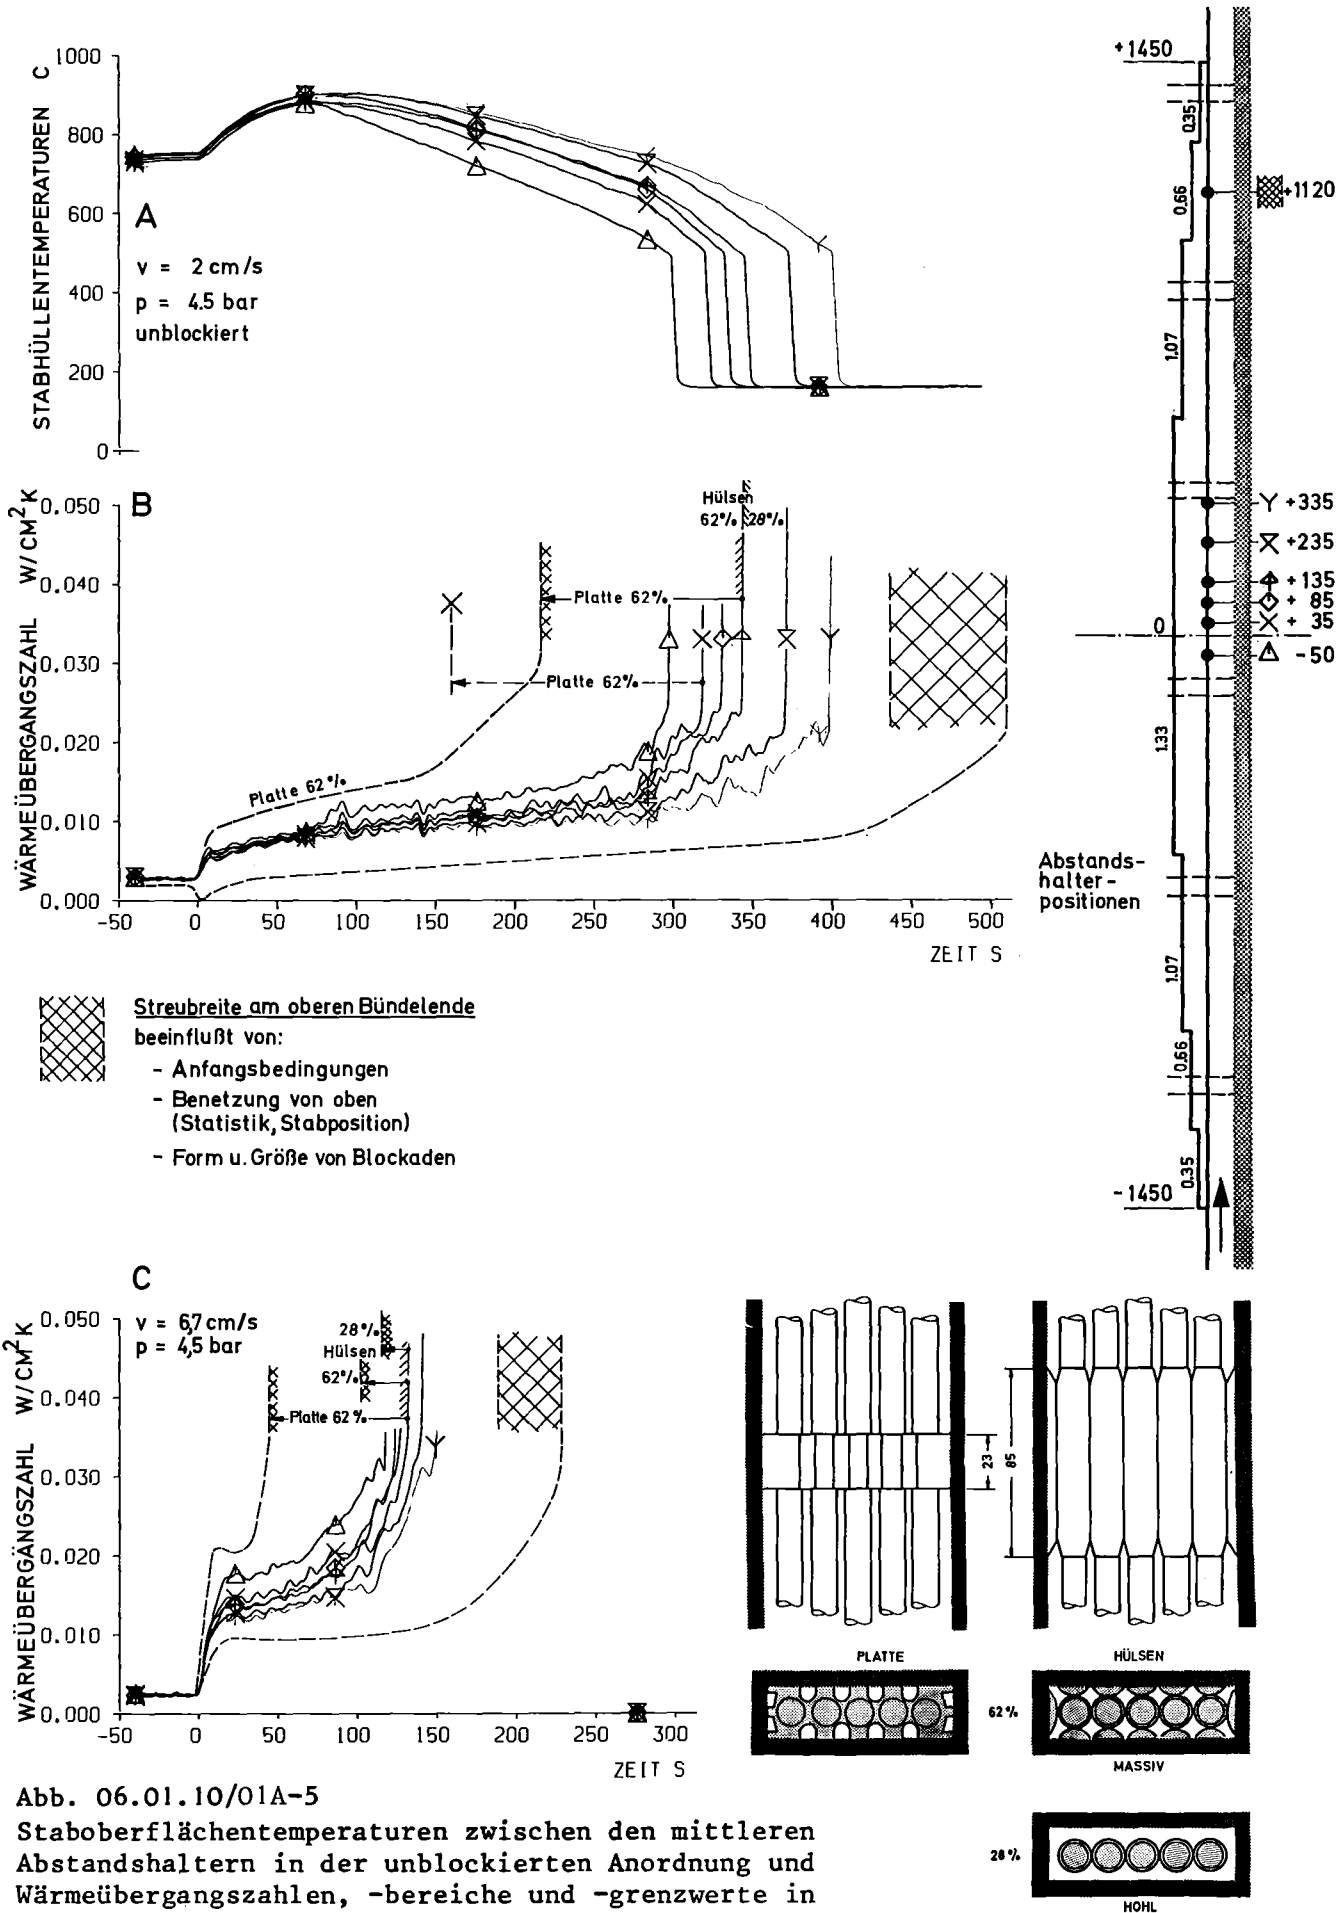 1000
800
600
400
200
0
STABHÜLLENTEMPERATUREN C
A
v = 2 cm/s
p = 4.5 bar
unblockiert
B
0.050
0.040
0.030
0.020
0.010
0.000
WÄRMEÜBERGANGSZAHL W/CM²K
Hülsen
62% 28%
Platte 62%
Platte 62%
Platte 62%
-50 0 50 100 150 200 250 300 350 400 450 500
ZEIT S
+1450
0.35
0.66
+1120
1.07
+335
+235
+135
+ 85
+ 35
0
-50
1.33
Abstands-
halter-
positionen
1.07
0.66
0.35
-1450
Streubreite am oberen Bündelende
beeinflußt von:
- Anfangsbedingungen
- Benetzung von oben
(Statistik, Stabposition)
- Form u. Größe von Blockaden
C
v = 6,7 cm/s
p = 4,5 bar
0.050
0.040
0.030
0.020
0.010
0.000
WÄRMEÜBERGÄNGSZAHL W/CM²K
28%
Hülsen
62%
Platte 62%
-50 0 50 100 150 200 250 300
ZEIT S
23
85
PLATTE
HÜLSEN
62%
MASSIV
28%
HOHL
Abb. 06.01.10/01A-5
Staboberflächentemperaturen zwischen den mittleren
Abstandshaltern in der unblockierten Anordnung und
Wärmeübergangszahlen, -bereiche und -grenzwerte in